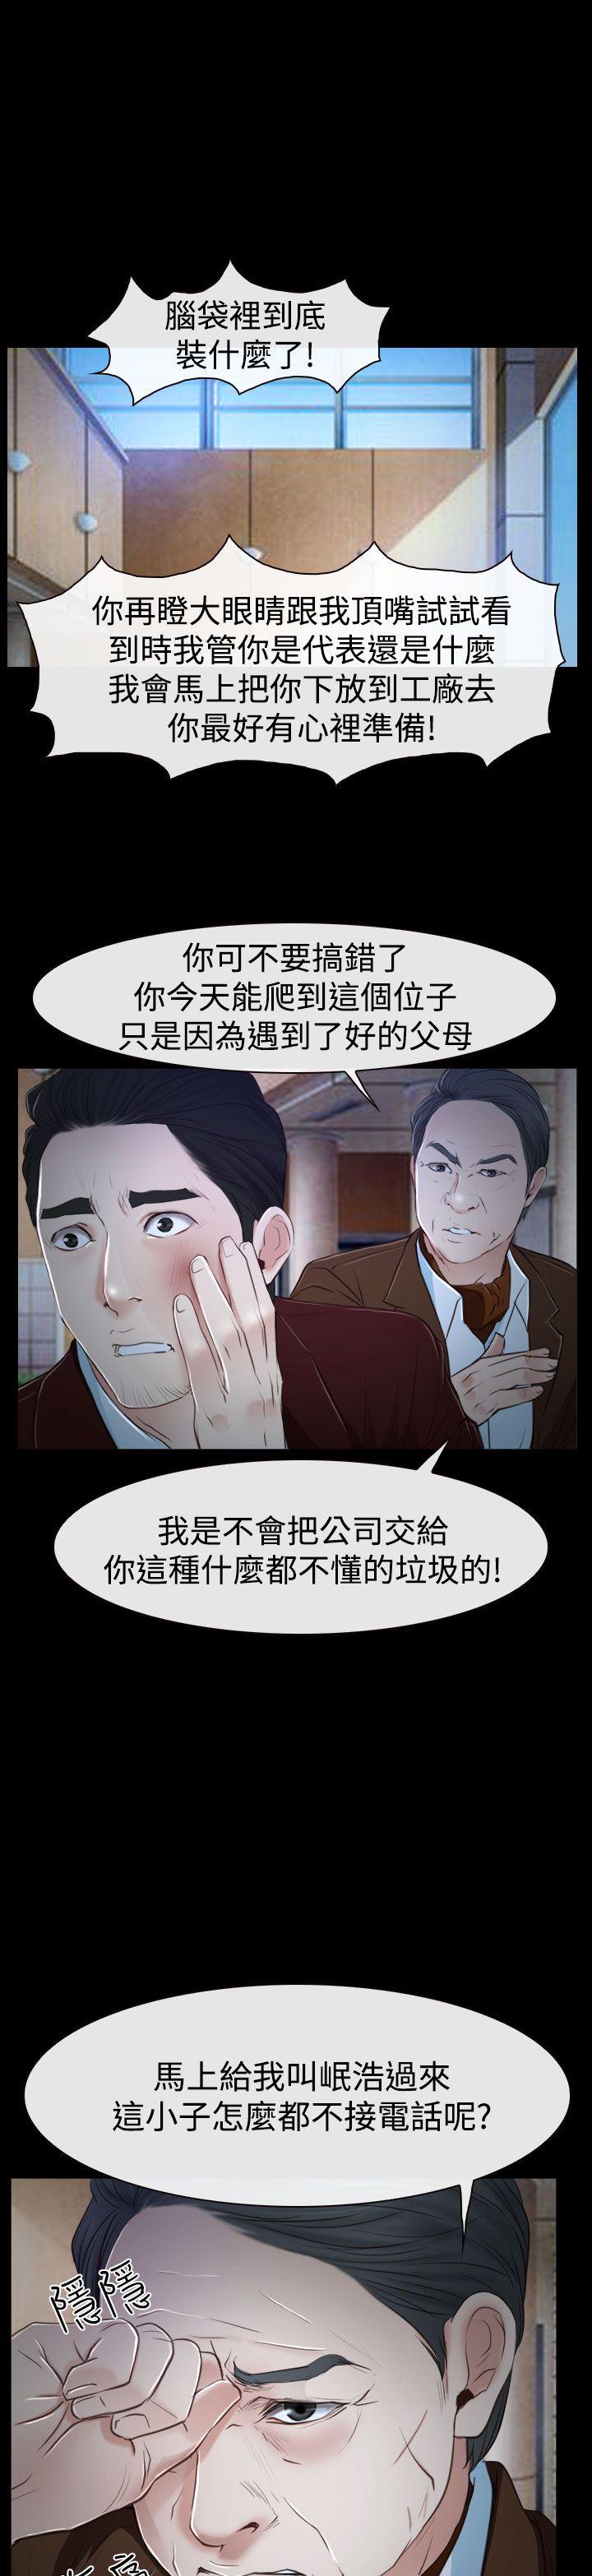 腦袋裡到底
裝什麼了!
你再瞪大眼睛跟我頂嘴試試看
到時我管你是代表還是什麼
我會馬上把你下放到工廠去
你最好有心裡準備!
你可不要搞錯了
你今天能爬到這個位子
只是因為遇到了好的父母
我是不會把公司交給
你這種什麼都不懂的垃圾的!
馬上給我叫岷浩過來
這小子怎麼都不接電話呢?
隱隱